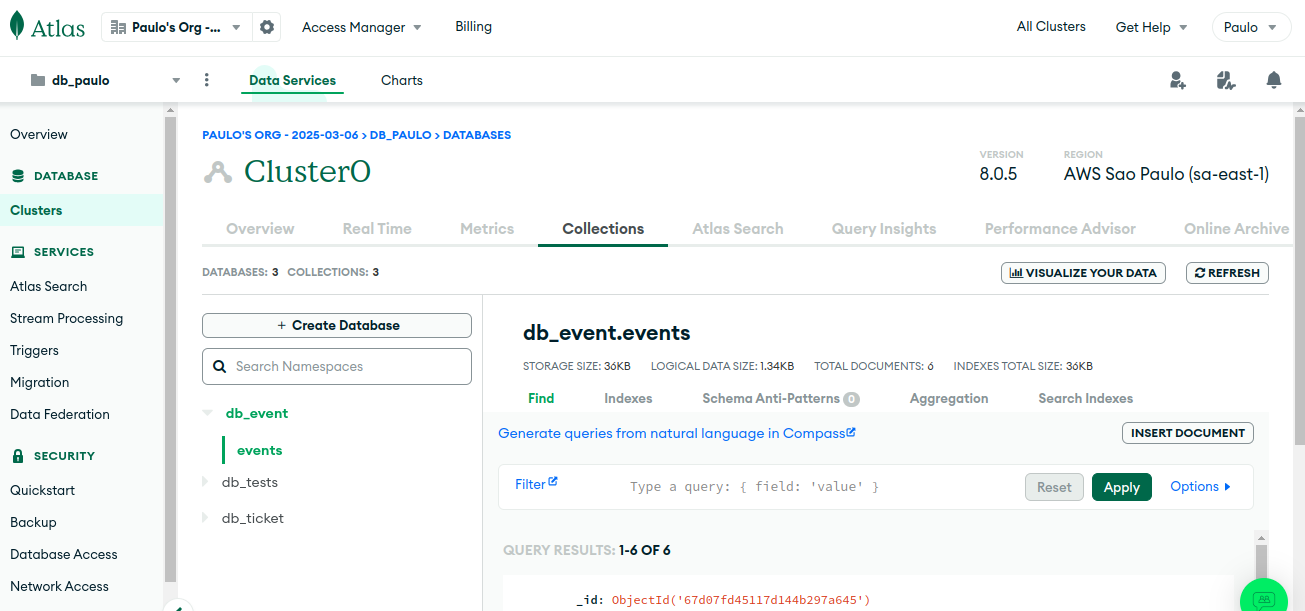 Atlas
Paulo's Org -...
Access Manager
Billing
All Clusters
Get Help
Paulo
db_paulo
Data Services
Charts
Overview
DATABASE
Clusters
SERVICES
Atlas Search
Stream Processing
Triggers
Migration
Data Federation
SECURITY
Quickstart
Backup
Database Access
Network Access
PAULO'S ORG - 2025-03-06 > DB_PAULO > DATABASES
Cluster0
VERSION
8.0.5
REGION
AWS Sao Paulo (sa-east-1)
Overview
Real Time
Metrics
Collections
Atlas Search
Query Insights
Performance Advisor
Online Archive
DATABASES: 3 COLLECTIONS: 3
VISUALIZE YOUR DATA
REFRESH
+ Create Database
Search Namespaces
db_event
events
db_tests
db_ticket
db_event.events
STORAGE SIZE: 36KB LOGICAL DATA SIZE: 1.34KB TOTAL DOCUMENTS: 6 INDEXES TOTAL SIZE: 36KB
Find
Indexes
Schema Anti-Patterns 0
Aggregation
Search Indexes
Generate queries from natural language in Compass
INSERT DOCUMENT
Filter
Type a query: { field: 'value' }
Reset
Apply
Options
QUERY RESULTS: 1-6 OF 6
_id: ObjectId('67d07fd45117d144b297a645')